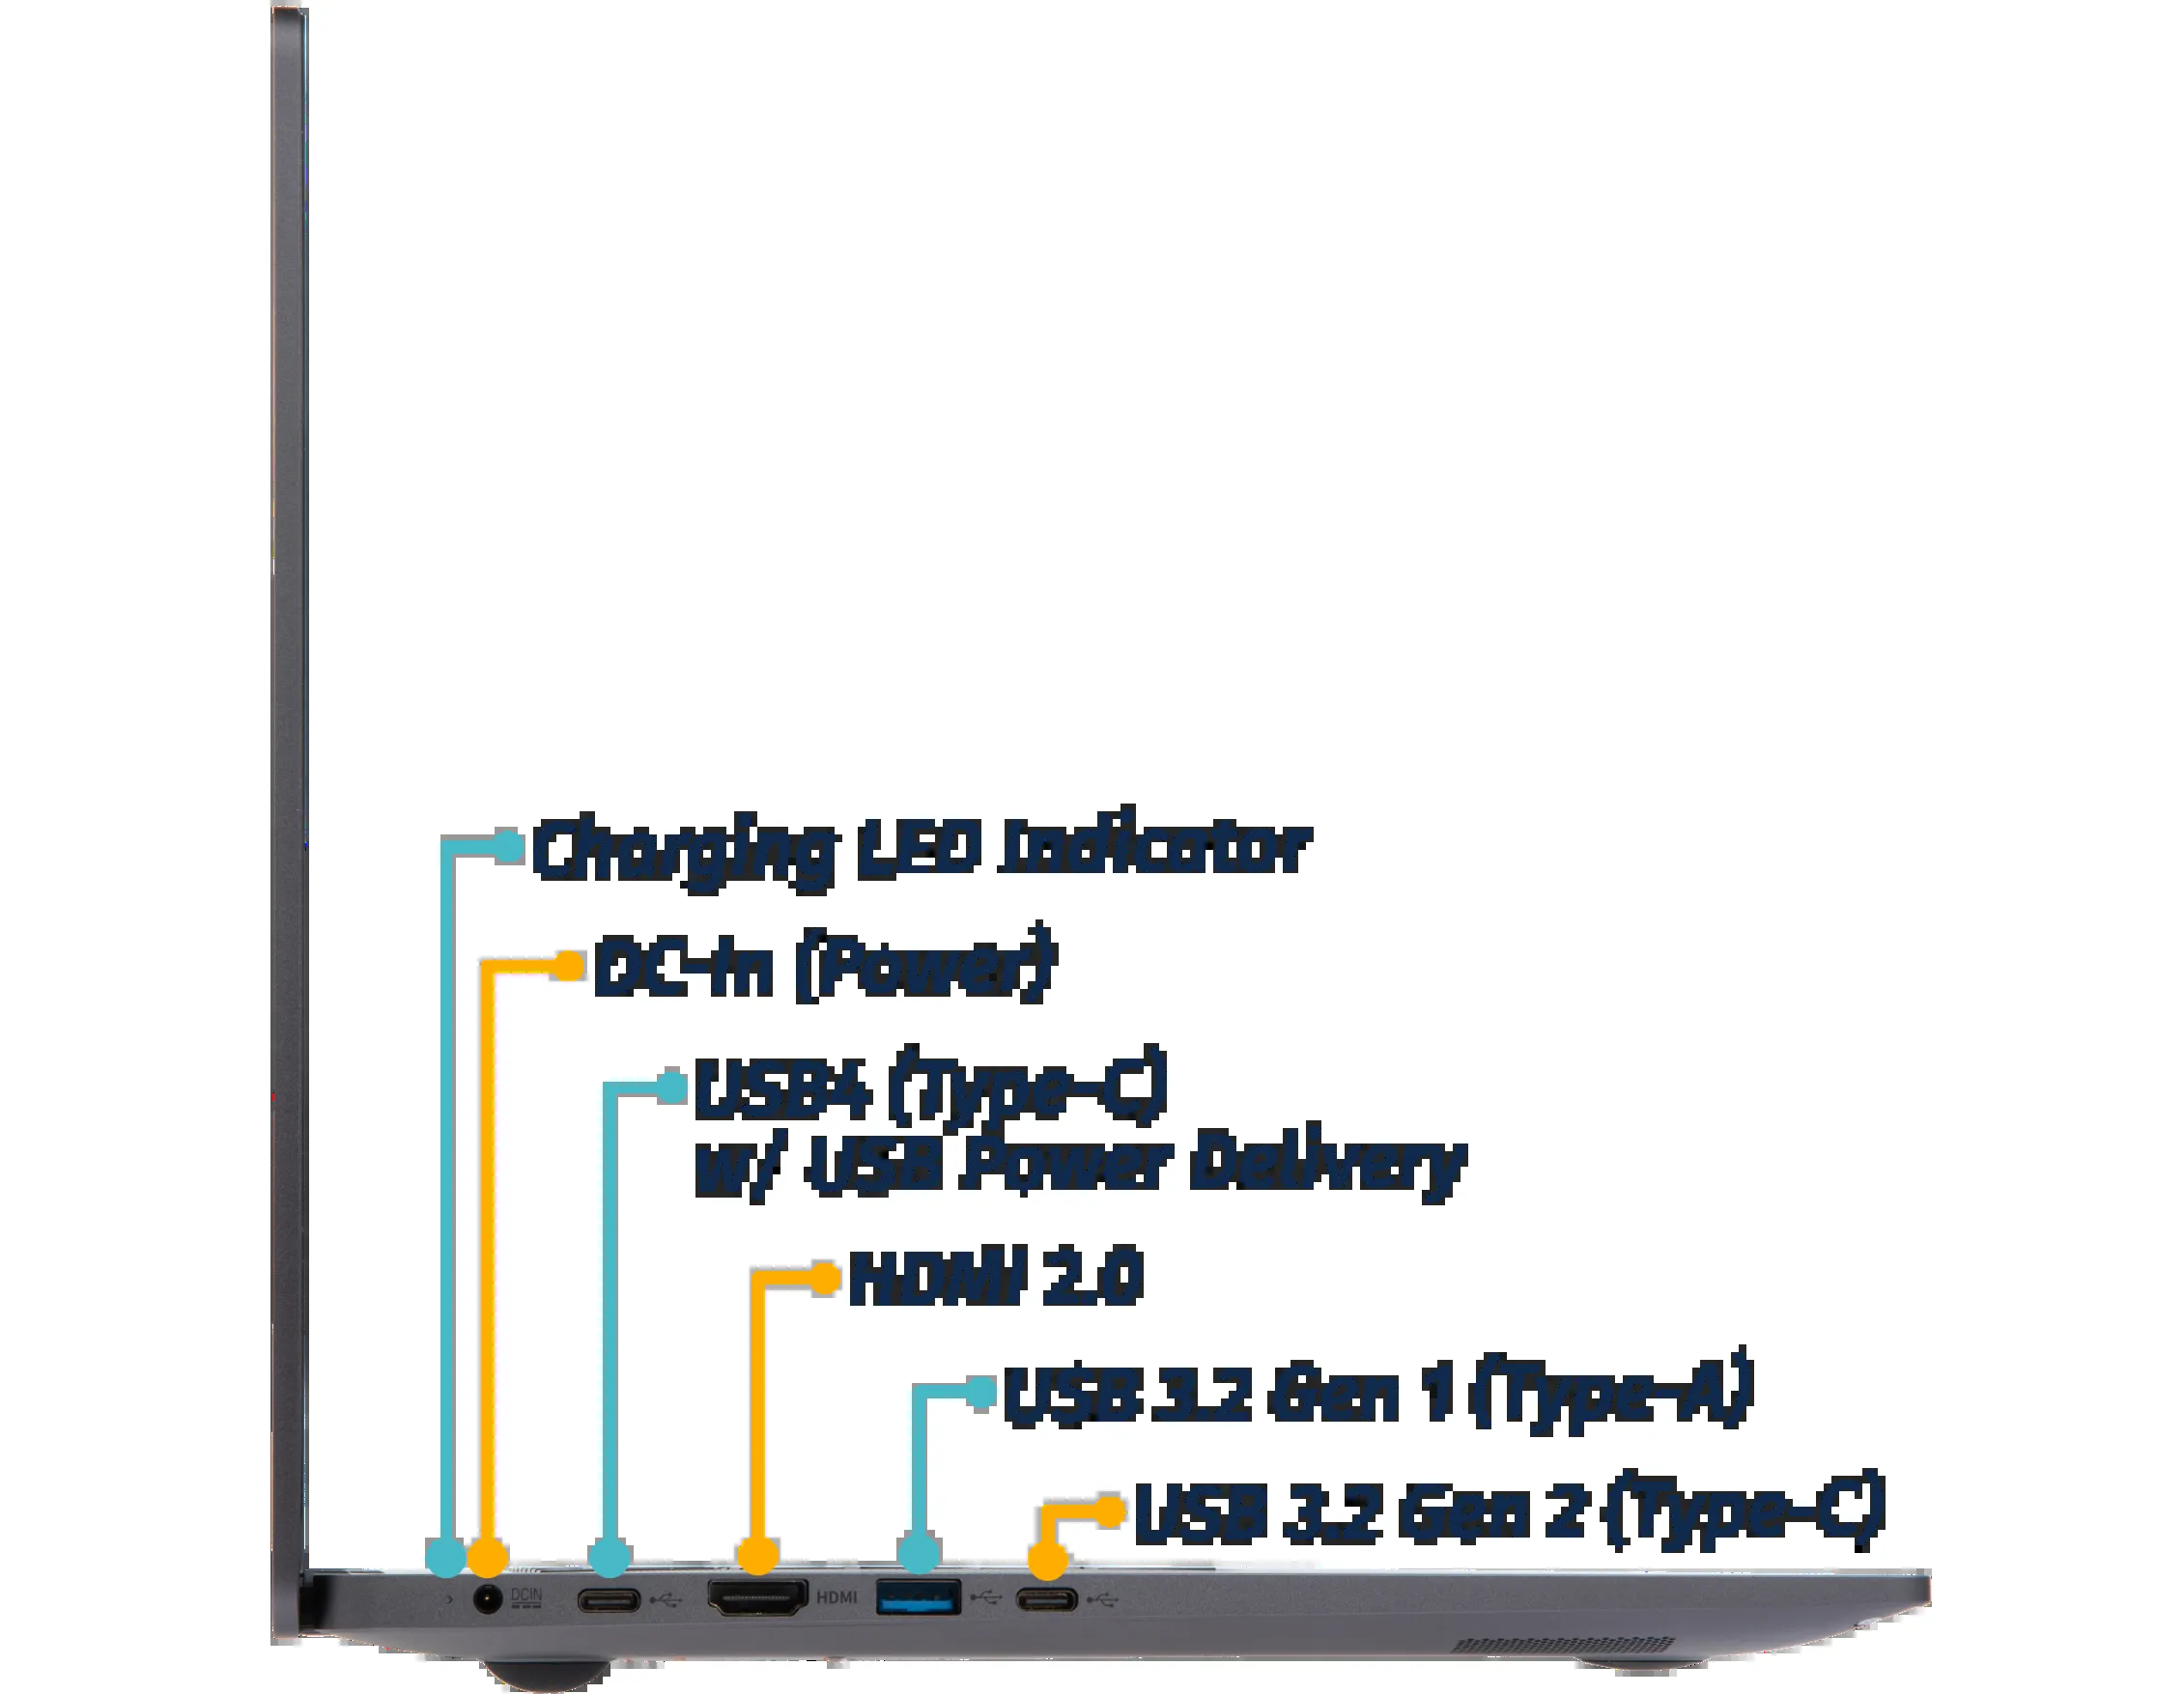 Charging LED Indicator
DC-In (Power)
USB4 (Type-C)
w/ USB Power Delivery
HDMI 2.0
USB 3.2 Gen 1 (Type-A)
USB 3.2 Gen 2 (Type-C)
DCIN
HDMI